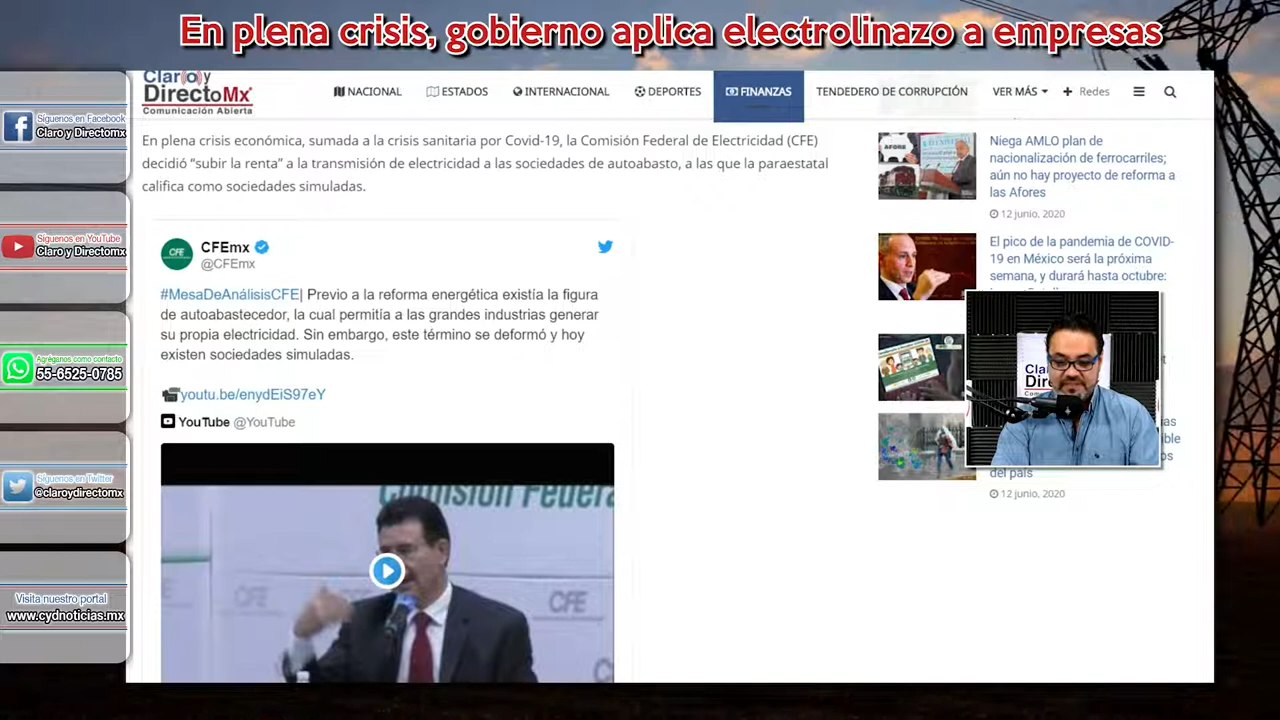 En plena crisis, gobierno aplica electrolinazo a empresas
Claro y
DirectoMx
Comunicación Abierta
NACIONAL
ESTADOS
INTERNACIONAL
DEPORTES
FINANZAS
TENDEDERO DE CORRUPCIÓN
VER MÁS
Redes
Síguenos en Facebook
Claro y Directomx
Síguenos en YouTube
Claro y Directomx
Agréganos como contacto
55-6525-0785
Síguenos en Twitter
@claroydirectomx
Visita nuestro portal
www.cydnoticias.mx
En plena crisis económica, sumada a la crisis sanitaria por Covid-19, la Comisión Federal de Electricidad (CFE)
decidió “subir la renta” a la transmisión de electricidad a las sociedades de autoabasto, a las que la paraestatal
califica como sociedades simuladas.
CFEmx
@CFEmx
#MesaDeAnálisisCFE| Previo a la reforma energética existía la figura
de autoabastecedor, la cual permitía a las grandes industrias generar
su propia electricidad. Sin embargo, este término se deformó y hoy
existen sociedades simuladas.
youtu.be/enydEiS97eY
YouTube @YouTube
Comisión Federa
CFE
CFE
Niega AMLO plan de
nacionalización de ferrocarriles;
aún no hay proyecto de reforma a
las Afores
12 junio, 2020
El pico de la pandemia de COVID-
19 en México será la próxima
semana, y durará hasta octubre:
del país
12 junio, 2020